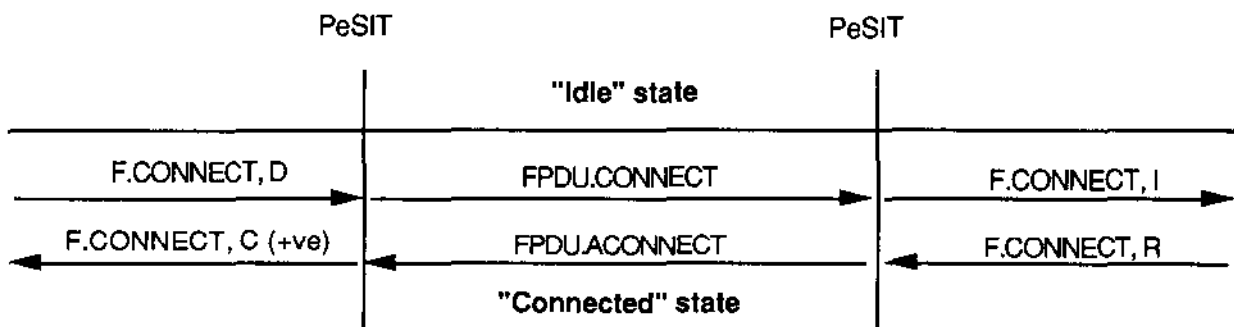 PeSIT PeSIT
"Idle" state
F.CONNECT, D FPDU.CONNECT F.CONNECT, I
F.CONNECT, C (+ve) FPDU.ACONNECT F.CONNECT, R
"Connected" state